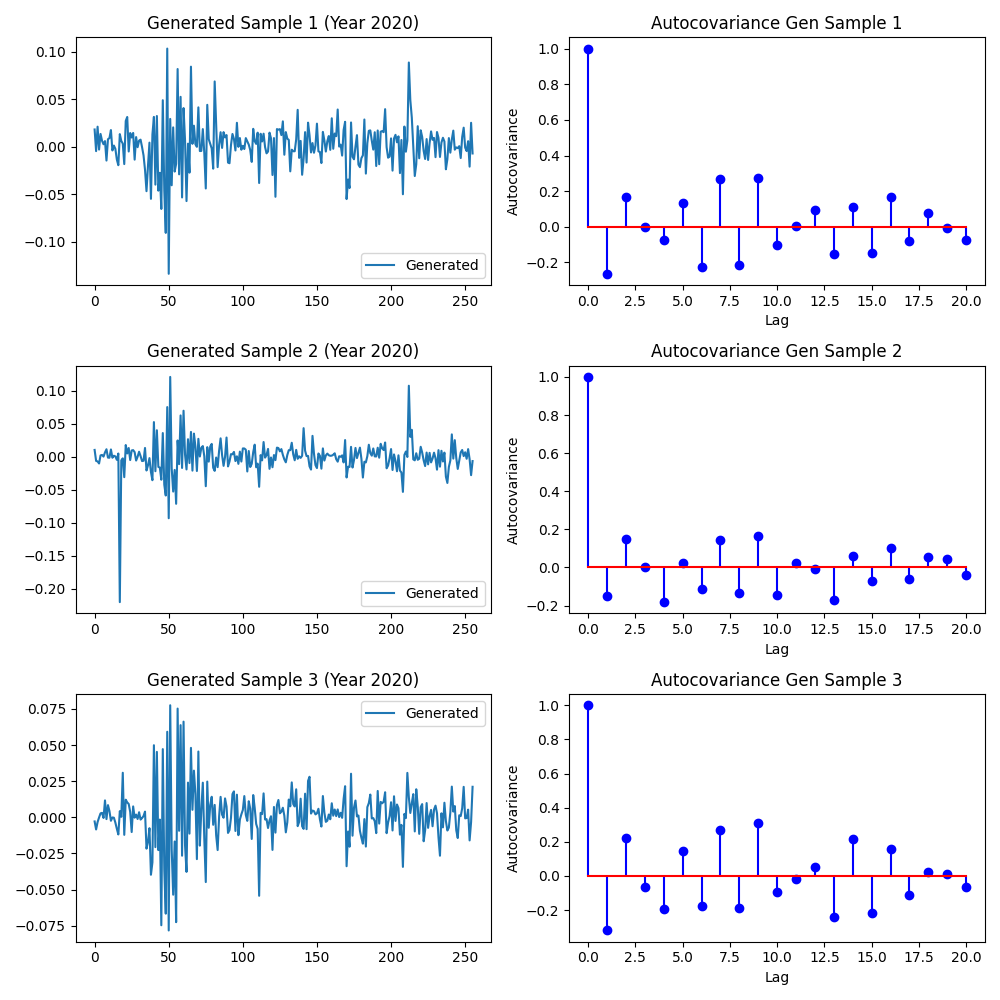 Generated Sample 1 (Year 2020)
0.10
0.05
0.00
−0.05
−0.10
Generated
0 50 100 150 200 250
Autocovariance Gen Sample 1
Autocovariance
1.0
0.8
0.6
0.4
0.2
0.0
−0.2
0.0 2.5 5.0 7.5 10.0 12.5 15.0 17.5 20.0
Lag
Generated Sample 2 (Year 2020)
0.10
0.05
0.00
−0.05
−0.10
−0.15
−0.20
Generated
0 50 100 150 200 250
Autocovariance Gen Sample 2
Autocovariance
1.0
0.8
0.6
0.4
0.2
0.0
−0.2
0.0 2.5 5.0 7.5 10.0 12.5 15.0 17.5 20.0
Lag
Generated Sample 3 (Year 2020)
Generated
0.075
0.050
0.025
0.000
−0.025
−0.050
−0.075
0 50 100 150 200 250
Autocovariance Gen Sample 3
Autocovariance
1.0
0.8
0.6
0.4
0.2
0.0
−0.2
0.0 2.5 5.0 7.5 10.0 12.5 15.0 17.5 20.0
Lag